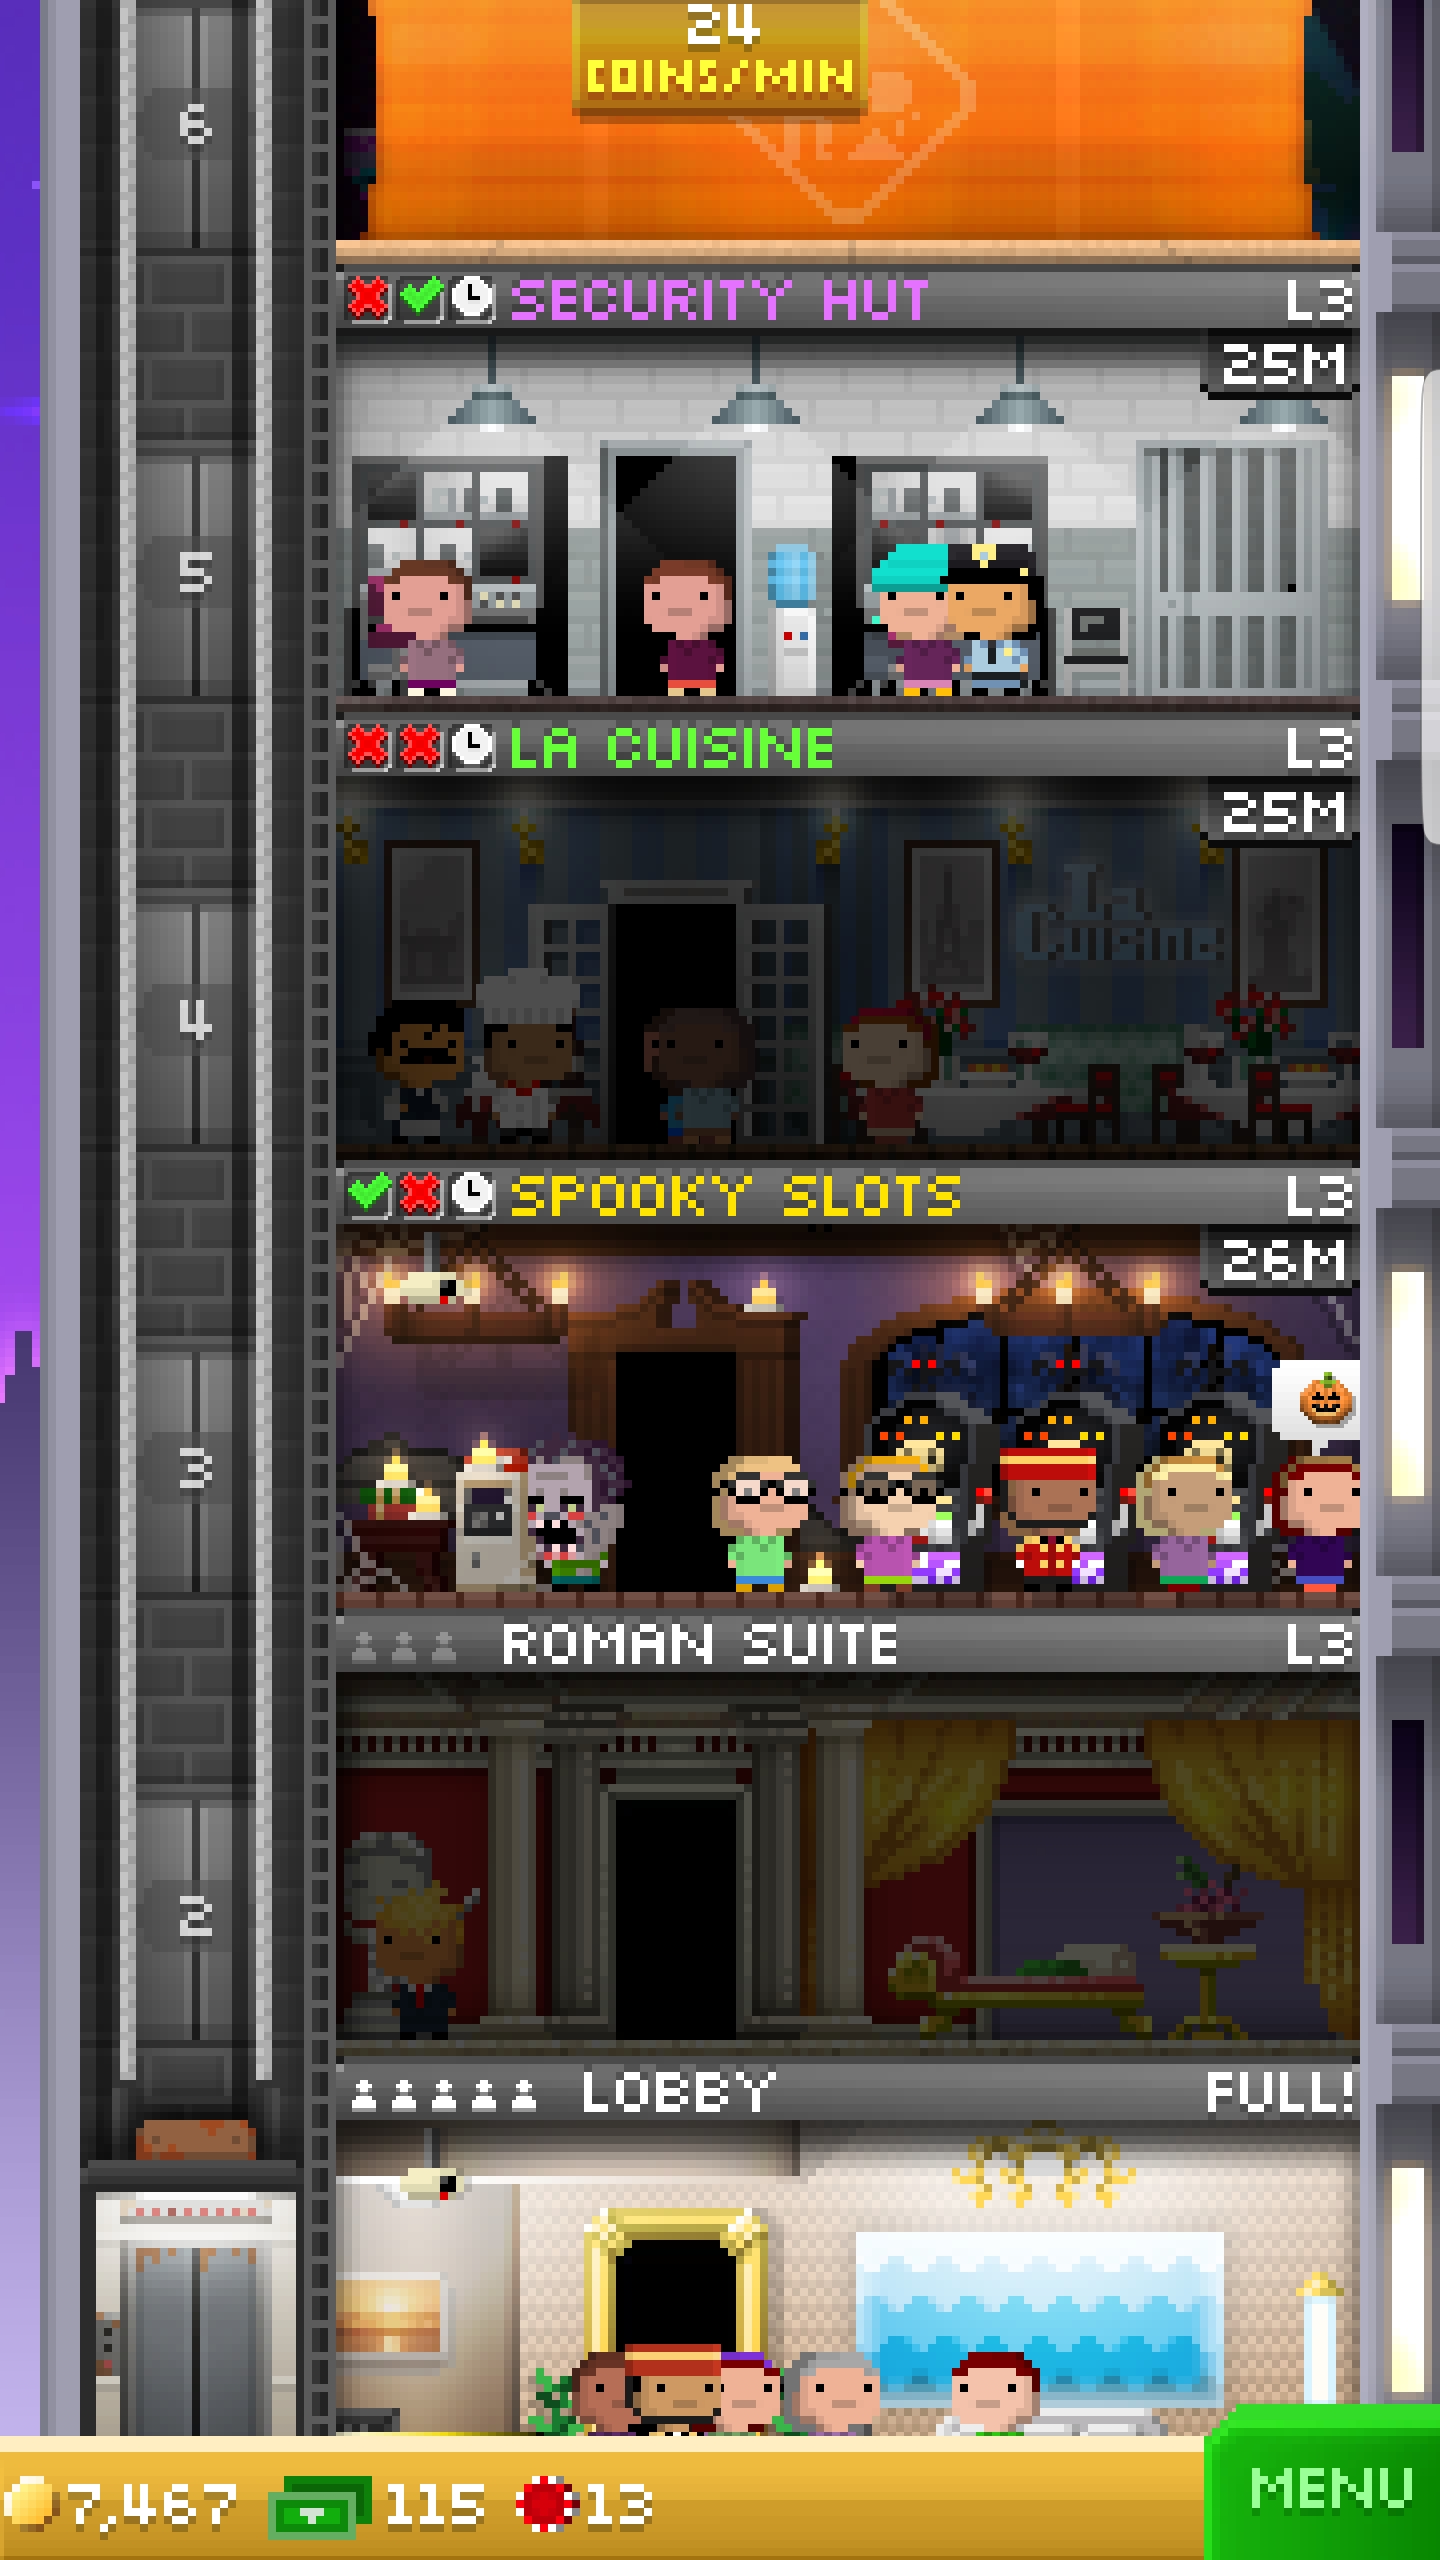 24
COINS/MIN
6
SECURITY HUT L3
25M
5
LA CUISINE L3
25M
La
Cuisine
4
SPOOKY SLOTS L3
26M
3
ROMAN SUITE L3
2
LOBBY FULL!
7,467 115 13
MENU